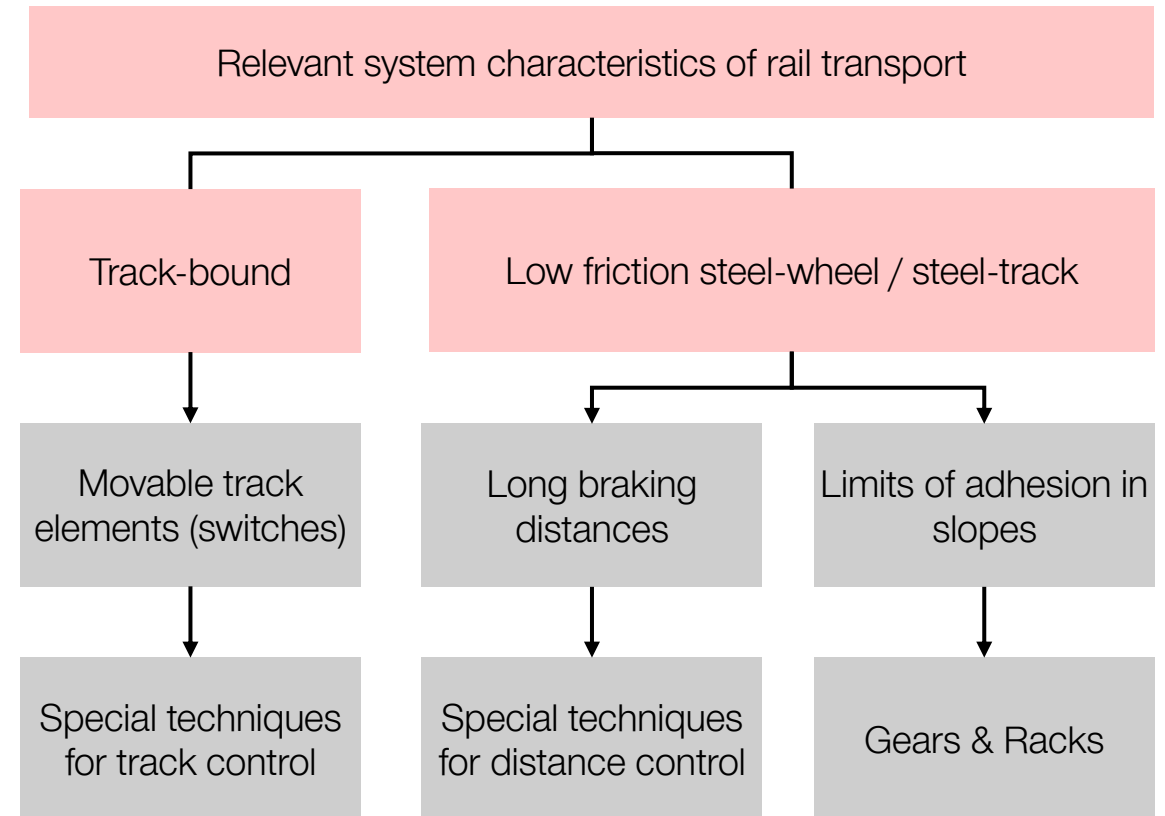 Relevant system characteristics of rail transport
Track-bound
Low friction steel-wheel / steel-track
Movable track
elements (switches)
Long braking
distances
Limits of adhesion in
slopes
Special techniques
for track control
Special techniques
for distance control
Gears & Racks